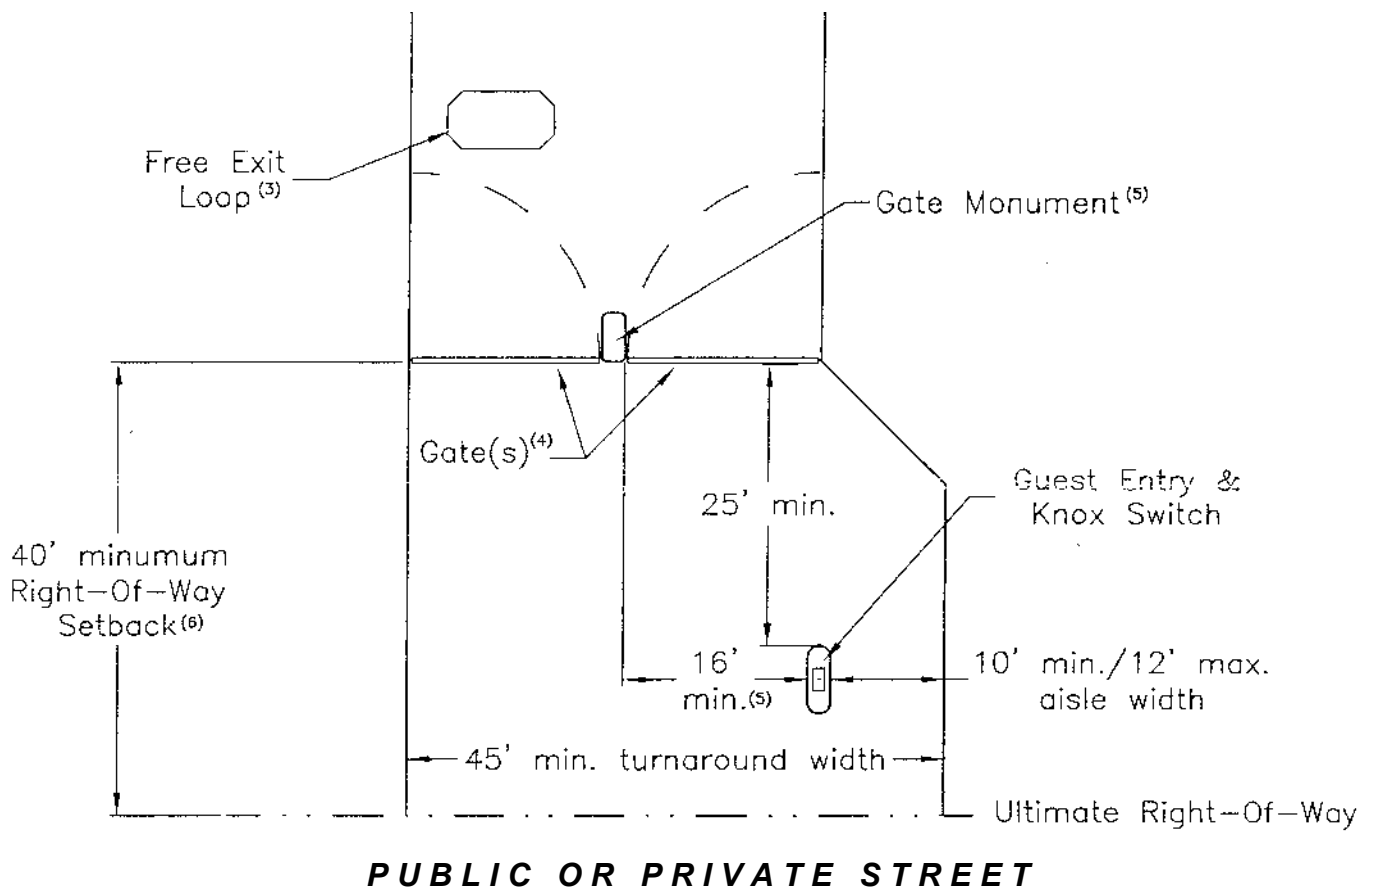 Free Exit
Loop(3)
Gate Monument(5)
Gate(s)(4)
25' min.
Guest Entry &
Knox Switch
40' minumum
Right-Of-Way
Setback(6)
16'
min.(5)
10' min./12' max.
aisle width
45' min. turnaround width
Ultimate Right-Of-Way
PUBLIC OR PRIVATE STREET